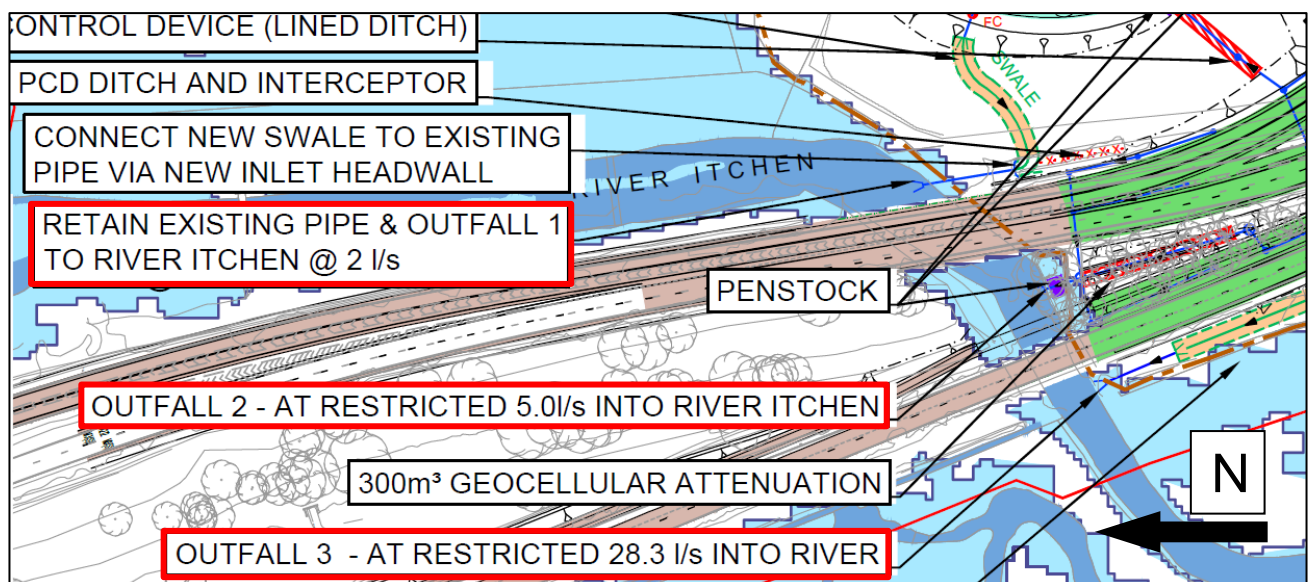 ONTROL DEVICE (LINED DITCH)
FC
SWALE
PCD DITCH AND INTERCEPTOR
CONNECT NEW SWALE TO EXISTING
PIPE VIA NEW INLET HEADWALL
RIVER ITCHEN
RETAIN EXISTING PIPE & OUTFALL 1
TO RIVER ITCHEN @ 2 l/s
PENSTOCK
OUTFALL 2 - AT RESTRICTED 5.0l/s INTO RIVER ITCHEN
300m³ GEOCELLULAR ATTENUATION
N
OUTFALL 3 - AT RESTRICTED 28.3 l/s INTO RIVER